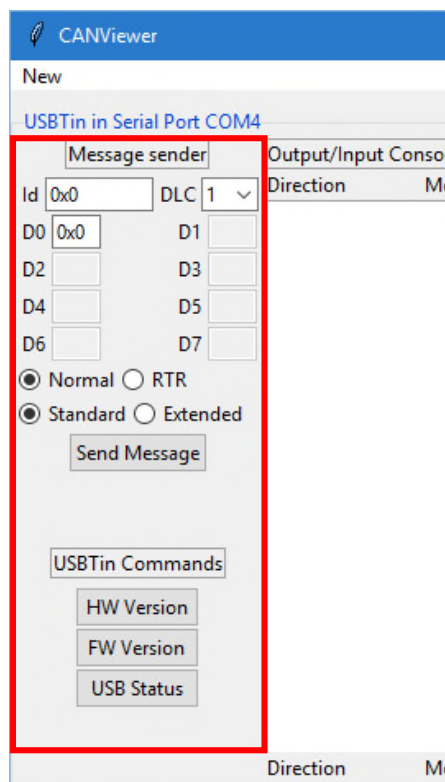 CANViewer
New
USBTin in Serial Port COM4
Message sender
Output/Input
Id 0x0 DLC 1
Direction
D0 0x0 D1
D2 D3
D4 D5
D6 D7
Normal RTR
Standard Extended
Send Message
USBTin Commands
HW Version
FW Version
USB Status
Direction